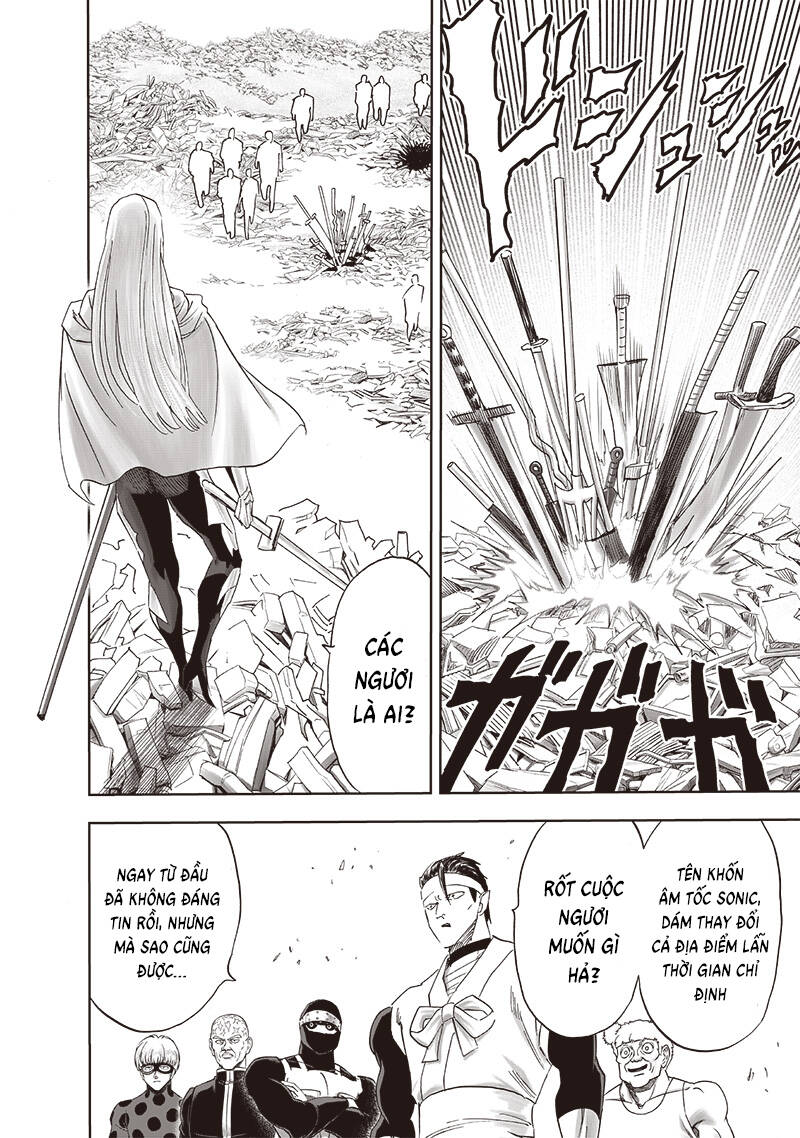 ドシュシュシュッ
ガガガガ
CÁC
NGƯƠI
LÀ AI?
TÊN KHỐN
ÂM TỐC SONIC,
DÁM THAY ĐỔI
CẢ ĐỊA ĐIỂM LẪN
THỜI GIAN CHỈ
ĐỊNH
RỐT CUỘC
NGƯƠI
MUỐN GÌ
HẢ?
NGAY TỪ ĐẦU
ĐÃ KHÔNG ĐÁNG
TIN RỒI, NHƯNG
MÀ SAO CŨNG
ĐƯỢC...